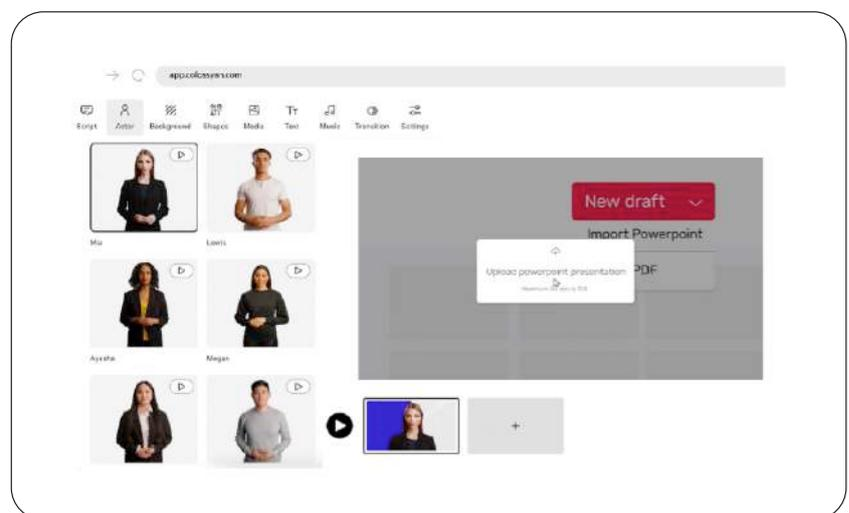 app.colossyan.com
Script Actor Background Shapes Media Text Music Transition Settings
New draft
Import Powerpoint
Upload powerpoint presentation
PDF
Mia Lewis
Ayesha Megan
+